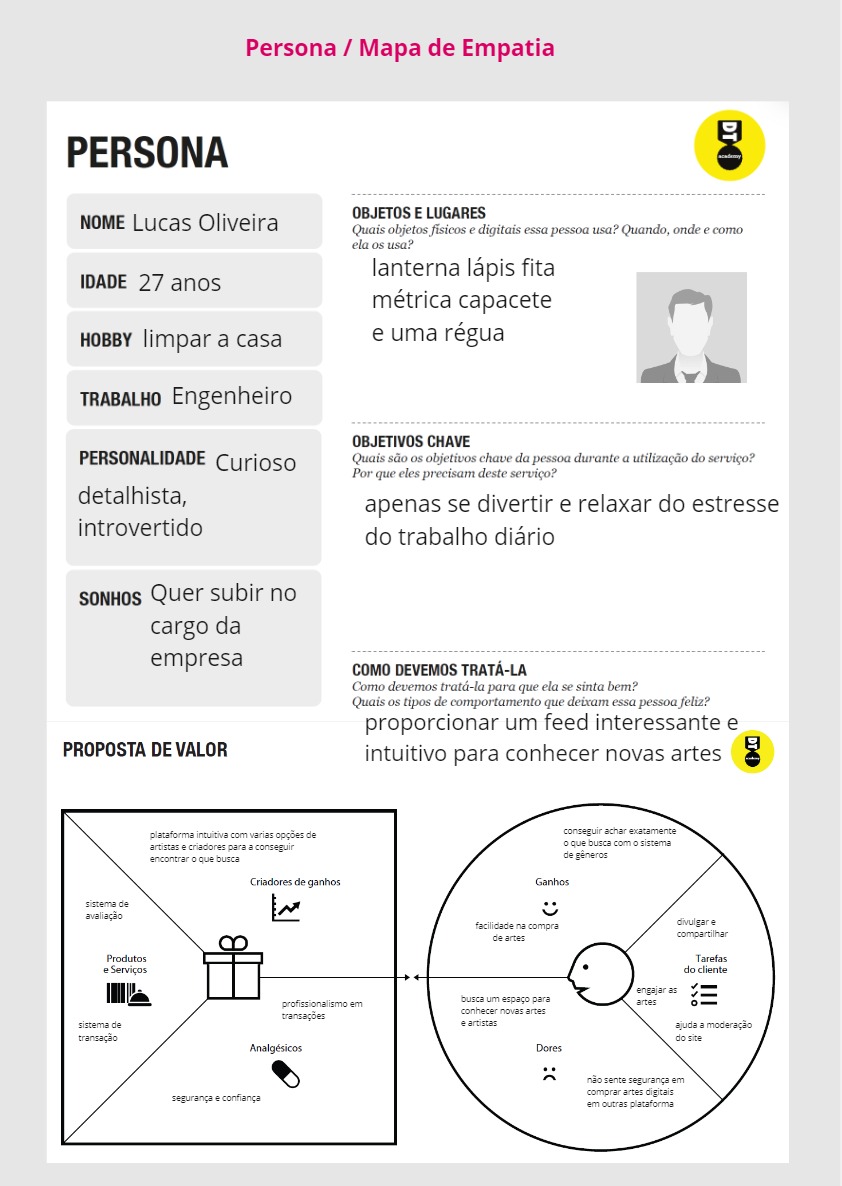 Persona / Mapa de Empatia
PERSONA
DT
academy
NOME Lucas Oliveira
IDADE 27 anos
HOBBY limpar a casa
TRABALHO Engenheiro
PERSONALIDADE Curioso
detalhista,
introvertido
SONHOS Quer subir no
cargo da
empresa
OBJETOS E LUGARES
Quais objetos físicos e digitais essa pessoa usa? Quando, onde e como
ela os usa?
lanterna lápis fita
métrica capacete
e uma régua
OBJETIVOS CHAVE
Quais são os objetivos chave da pessoa durante a utilização do serviço?
Por que eles precisam deste serviço?
apenas se divertir e relaxar do estresse
do trabalho diário
COMO DEVEMOS TRATÁ-LA
Como devemos tratá-la para que ela se sinta bem?
Quais os tipos de comportamento que deixam essa pessoa feliz?
proporcionar um feed interessante e
intuitivo para conhecer novas artes
PROPOSTA DE VALOR
DT
plataforma intuitiva com varias opções de
artistas e criadores para a conseguir
encontrar o que busca
Criadores de ganhos
sistema de
avaliação
Produtos
e Serviços
sistema de
transação
profissionalismo em
transações
Analgésicos
segurança e confiança
conseguir achar exatamente
o que busca com o sistema
de gêneros
Ganhos
facilidade na compra
de artes
divulgar e
compartilhar
Tarefas
do cliente
engajar as
artes
ajuda a moderação
do site
busca um espaço para
conhecer novas artes
e artistas
Dores
não sente segurança em
comprar artes digitais
em outras plataforma